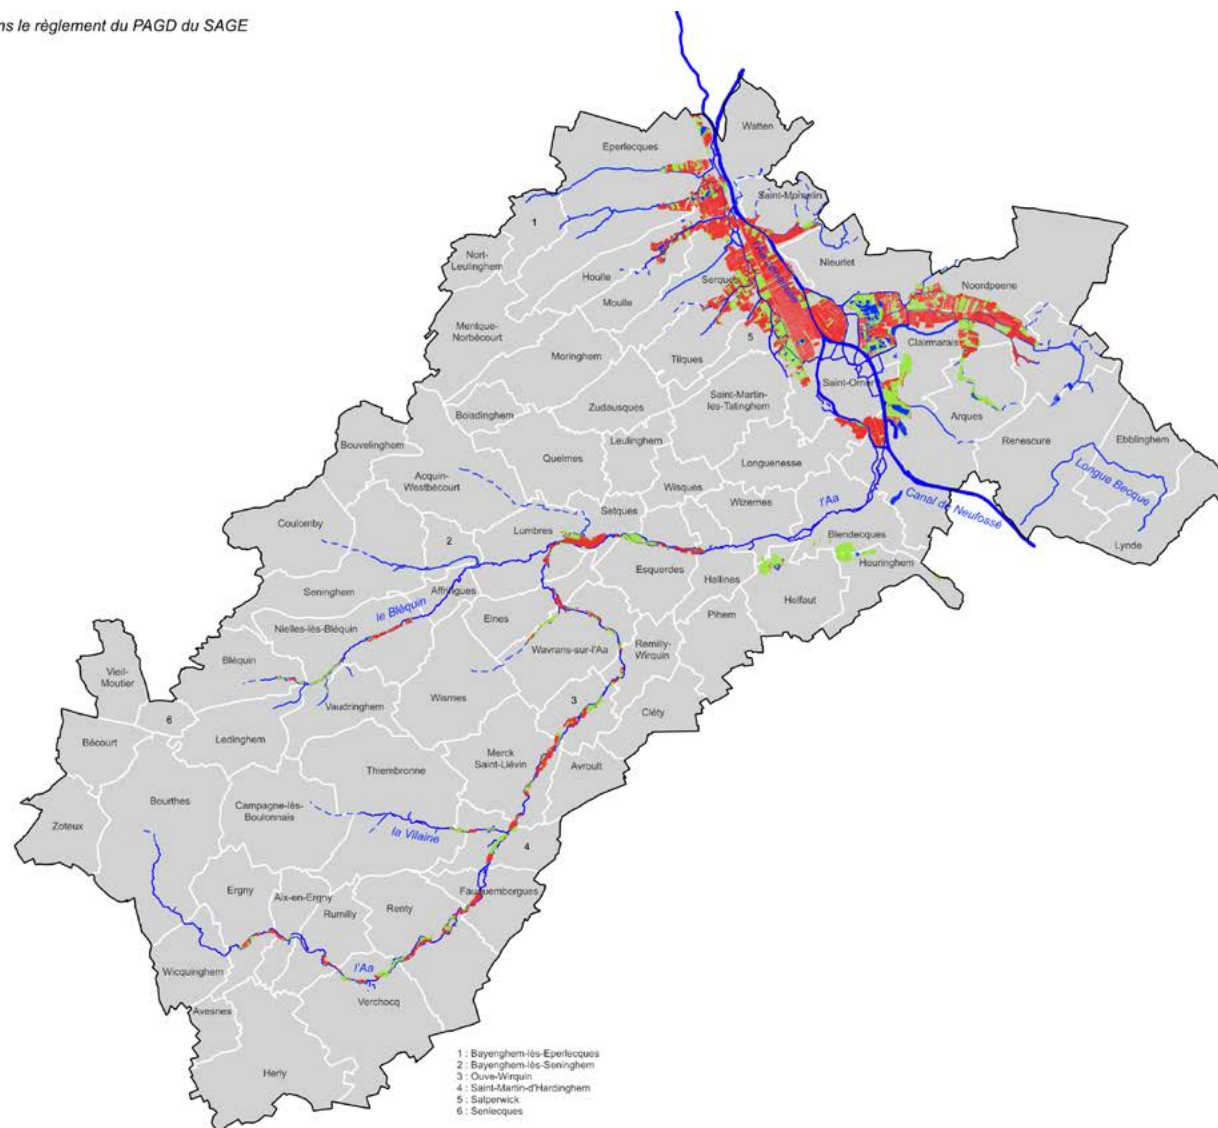 ns le règlement du PAGD du SAGE
Watten
Eperlecques
Saint-Momelin
1
Nort-
Leulinghem
Nieurlet
Houlle
Serques
Noordpeene
Moulle
Mentque-
Norbécourt
5
Clairmarais
Moringhem
Tilques
Saint-Omer
Saint-Martin-
les-Tatinghem
Zudausques
Boisdinghem
Arques
Leulinghem
Renescure
Ebblinghem
Bouvelinghem
Quelmes
Longuenesse
Longue Becque
Acquin-
Westbécourt
Wisques
Wizernes
l'Aa
Canal de Neufossé
Setques
Coulomby
Lumbres
2
Blendecques
Lynde
Heuringhem
Esquerdes
Hallines
Seninghem
Affringues
Helfaut
le Bléquin
Pihem
Elnes
Nielles-lès-Bléquin
Wavrans-sur-l'Aa
Remilly-
Wirquin
Bléquin
Vieil-
Moutier
Wismes
3
Vaudringhem
Cléty
6
Ledinghem
Bécourt
Merck
Saint-Liévin
Avroult
Thiembronne
Bourthes
Campagne-lès-
Boulonnais
Zoteux
la Vilaine
4
Ergny
Aix-en-Ergny
Fauquembergues
Renty
Rumilly
l'Aa
Wicquinghem
Verchocq
Avesnes
Herly
1 : Bayenghem-lès-Eperlecques
2 : Bayenghem-lès-Seninghem
3 : Ouve-Wirquin
4 : Saint-Martin-d'Hardinghem
5 : Salperwick
6 : Senlecques